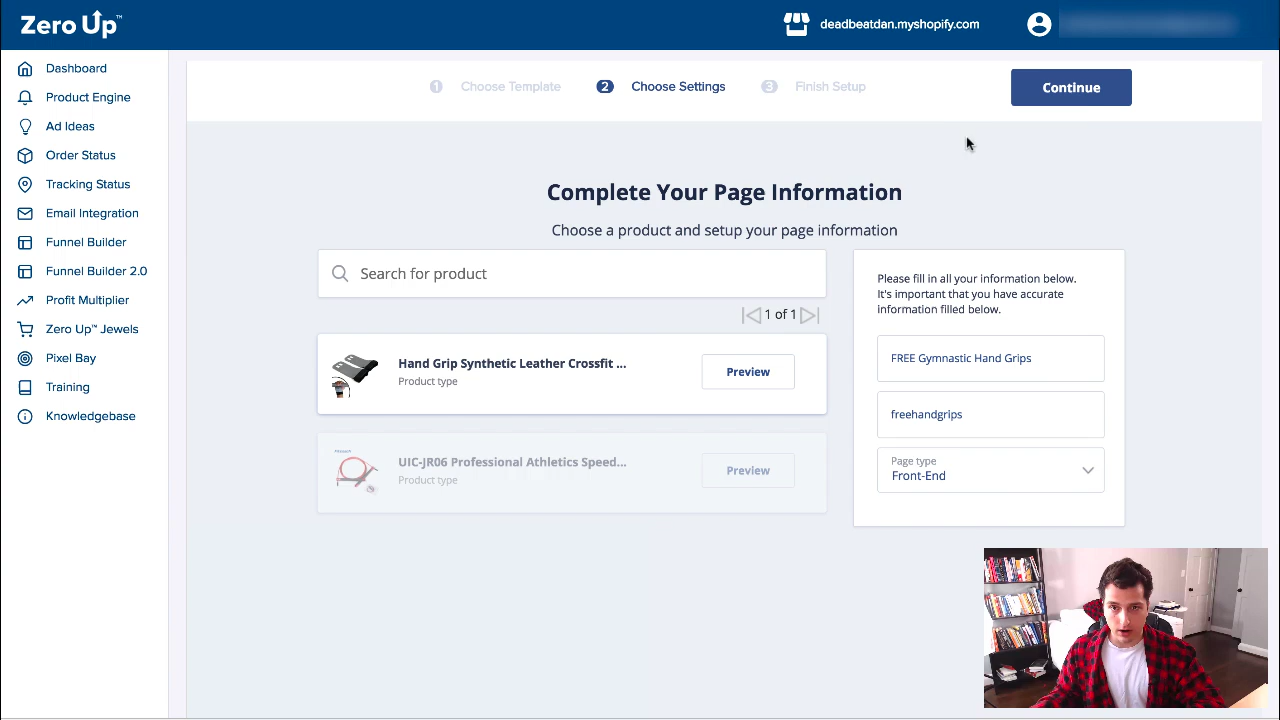 Zero Up™
deadbeatdan.myshopify.com
Dashboard
Product Engine
Ad Ideas
Order Status
Tracking Status
Email Integration
Funnel Builder
Funnel Builder 2.0
Profit Multiplier
Zero Up™ Jewels
Pixel Bay
Training
Knowledgebase
1 Choose Template
2 Choose Settings
3 Finish Setup
Continue
Complete Your Page Information
Choose a product and setup your page information
Search for product
1 of 1
Hand Grip Synthetic Leather Crossfit ...
Product type
Preview
UIC-JR06 Professional Athletics Speed...
Product type
Preview
Please fill in all your information below.
It's important that you have accurate
information filled below.
FREE Gymnastic Hand Grips
freehandgrips
Page type
Front-End